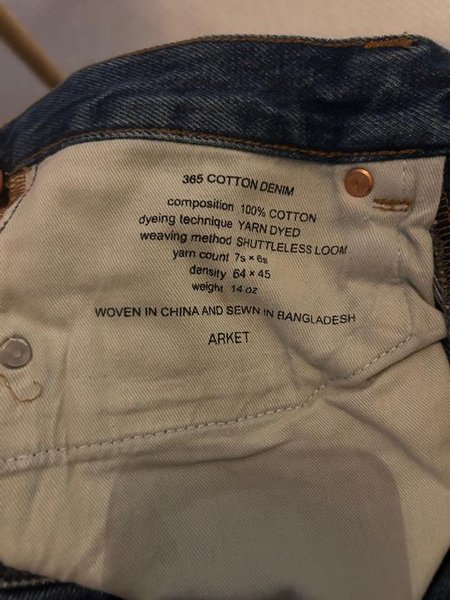 365 COTTON DENIM
composition 100% COTTON
dyeing technique YARN DYED
weaving method SHUTTLELESS LOOM
yarn count 7s × 6s
density 64 × 45
weight 14 oz
WOVEN IN CHINA AND SEWN IN BANGLADESH
ARKET